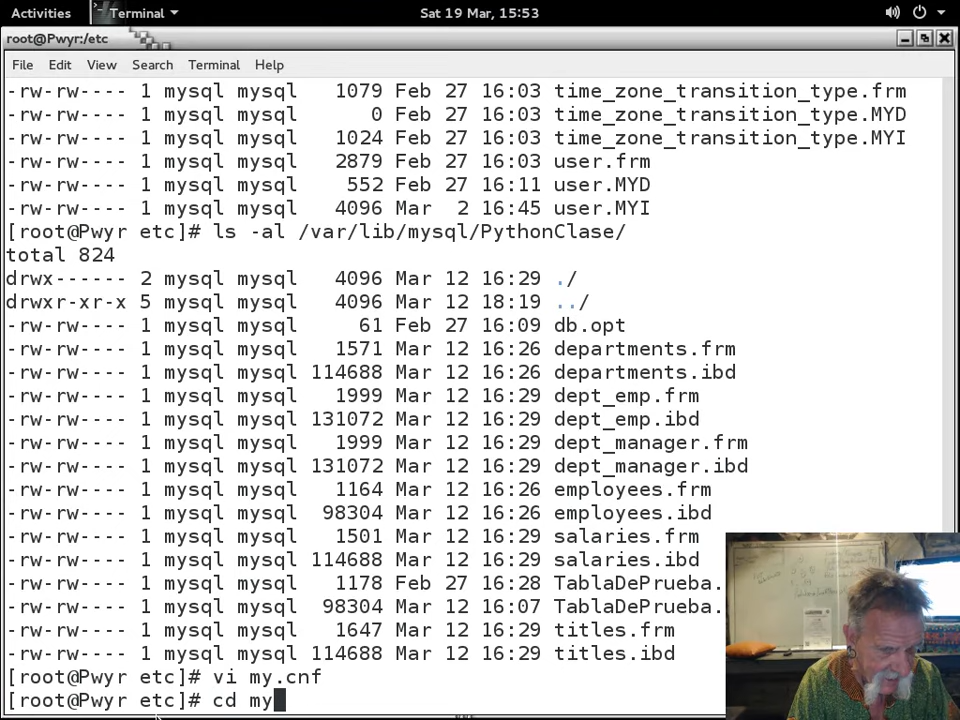 Activities Terminal Sat 19 Mar, 15:53
root@Pwyr:/etc
File Edit View Search Terminal Help
-rw-rw---- 1 mysql mysql 1079 Feb 27 16:03 time_zone_transition_type.frm
-rw-rw---- 1 mysql mysql 0 Feb 27 16:03 time_zone_transition_type.MYD
-rw-rw---- 1 mysql mysql 1024 Feb 27 16:03 time_zone_transition_type.MYI
-rw-rw---- 1 mysql mysql 2879 Feb 27 16:03 user.frm
-rw-rw---- 1 mysql mysql 552 Feb 27 16:11 user.MYD
-rw-rw---- 1 mysql mysql 4096 Mar 2 16:45 user.MYI
[root@Pwyr etc]# ls -al /var/lib/mysql/PythonClase/
total 824
drwx------ 2 mysql mysql 4096 Mar 12 16:29 ./
drwxr-xr-x 5 mysql mysql 4096 Mar 12 18:19 ../
-rw-rw---- 1 mysql mysql 61 Feb 27 16:09 db.opt
-rw-rw---- 1 mysql mysql 1571 Mar 12 16:26 departments.frm
-rw-rw---- 1 mysql mysql 114688 Mar 12 16:26 departments.ibd
-rw-rw---- 1 mysql mysql 1999 Mar 12 16:29 dept_emp.frm
-rw-rw---- 1 mysql mysql 131072 Mar 12 16:29 dept_emp.ibd
-rw-rw---- 1 mysql mysql 1999 Mar 12 16:29 dept_manager.frm
-rw-rw---- 1 mysql mysql 131072 Mar 12 16:29 dept_manager.ibd
-rw-rw---- 1 mysql mysql 1164 Mar 12 16:26 employees.frm
-rw-rw---- 1 mysql mysql 98304 Mar 12 16:26 employees.ibd
-rw-rw---- 1 mysql mysql 1501 Mar 12 16:29 salaries.frm
-rw-rw---- 1 mysql mysql 114688 Mar 12 16:29 salaries.ibd
-rw-rw---- 1 mysql mysql 1178 Feb 27 16:28 TablaDePrueba.
-rw-rw---- 1 mysql mysql 98304 Mar 12 16:07 TablaDePrueba.
-rw-rw---- 1 mysql mysql 1647 Mar 12 16:29 titles.frm
-rw-rw---- 1 mysql mysql 114688 Mar 12 16:29 titles.ibd
[root@Pwyr etc]# vi my.cnf
[root@Pwyr etc]# cd my